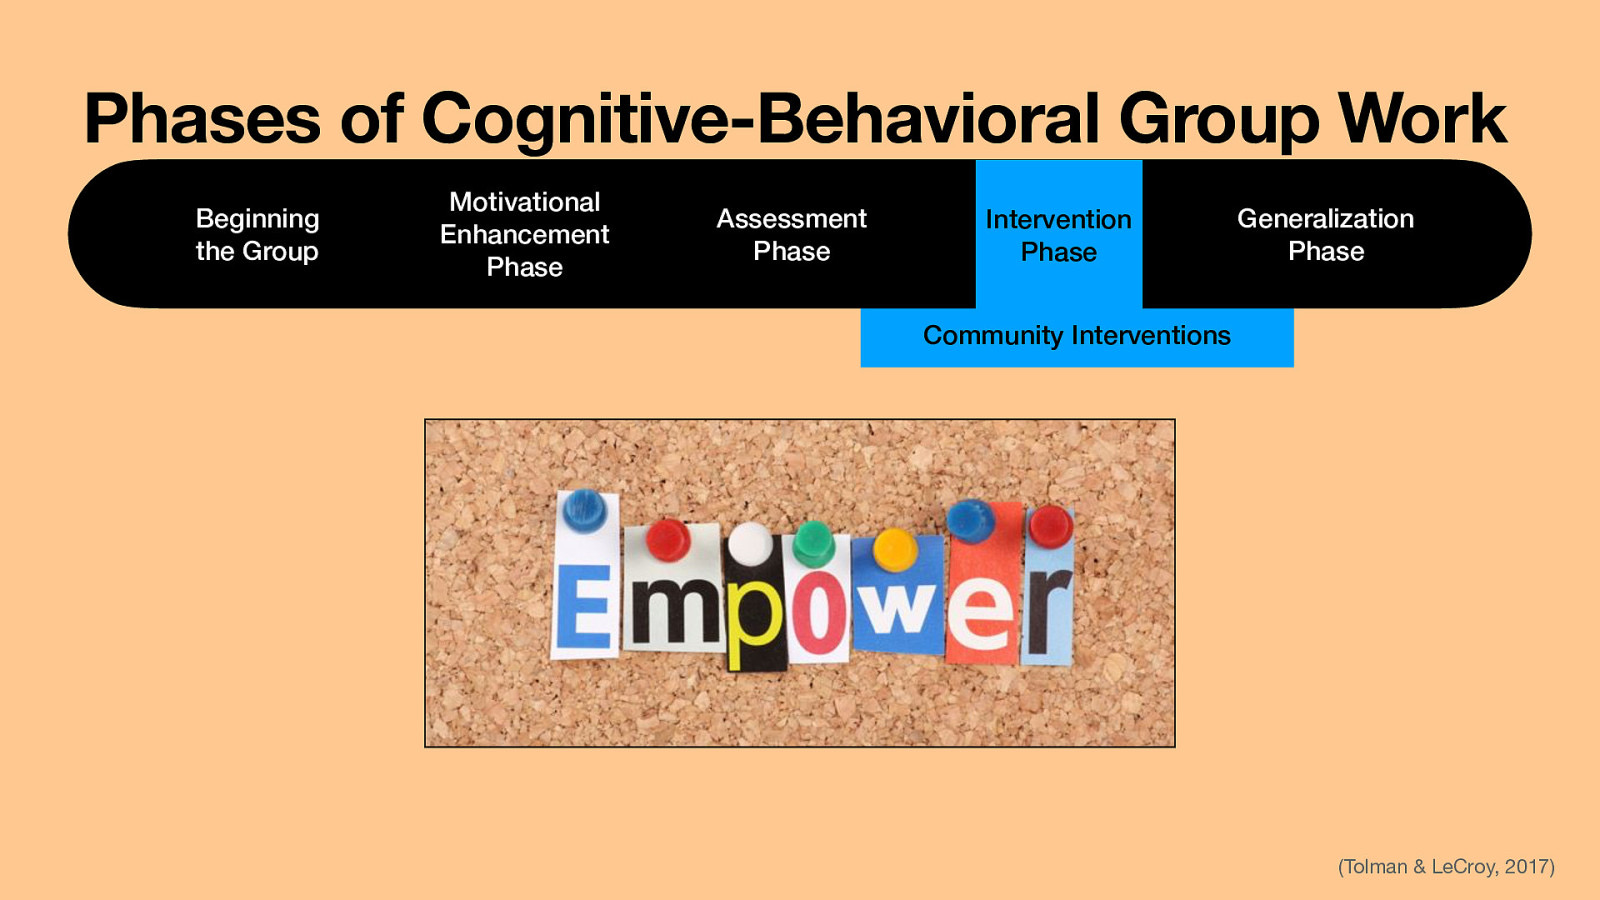 Phases of Cognitive-Behavioral Group Work
Beginning
the Group
Motivational
Enhancement
Phase
Assessment
Phase
Intervention
Phase
Generalization
Phase
Community Interventions
Empower
(Tolman & LeCroy, 2017)